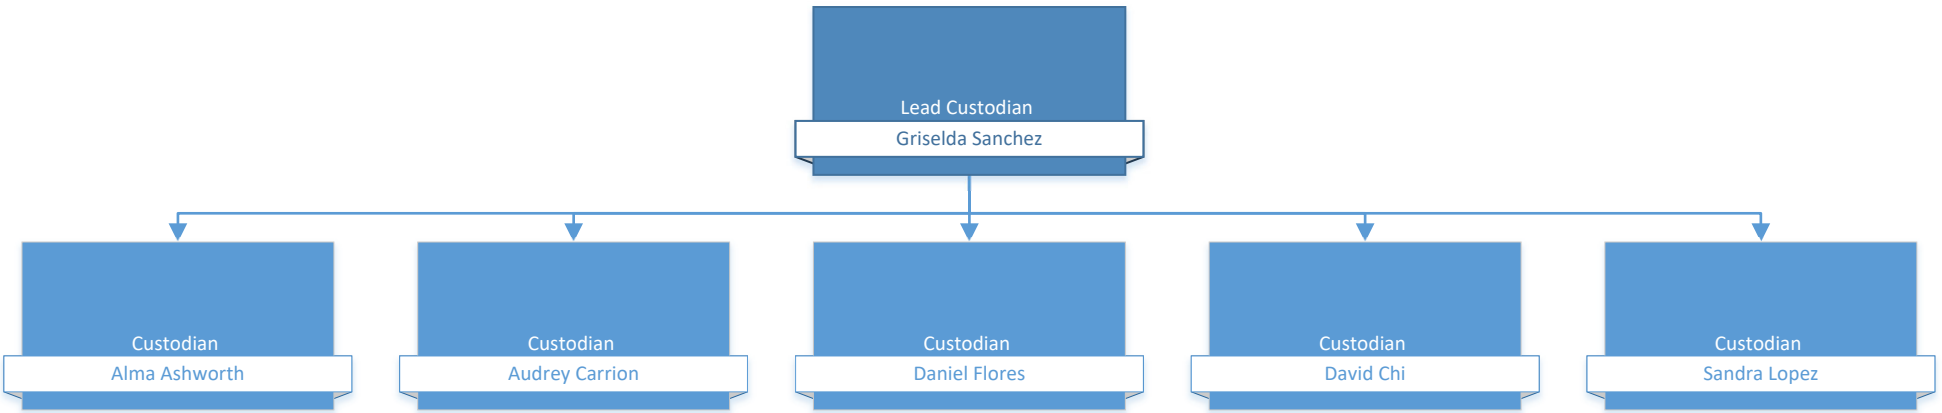 Lead Custodian
Griselda Sanchez
Custodian
Alma Ashworth
Custodian
Audrey Carrion
Custodian
Daniel Flores
Custodian
David Chi
Custodian
Sandra Lopez